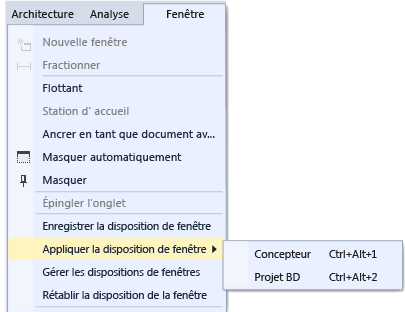 Architecture Analyse Fenêtre
Nouvelle fenêtre
Fractionner
Flottant
Station d' accueil
Ancrer en tant que document av...
Masquer automatiquement
Masquer
Épingler l'onglet
Enregistrer la disposition de fenêtre
Appliquer la disposition de fenêtre
Concepteur Ctrl+Alt+1
Projet BD Ctrl+Alt+2
Gérer les dispositions de fenêtres
Rétablir la disposition de la fenêtre